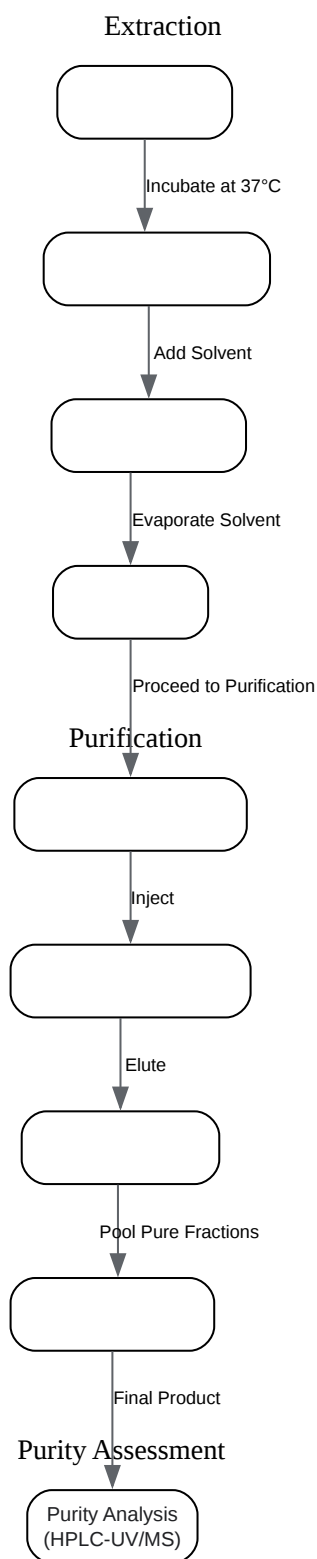 Extraction
Incubate at 37°C
Add Solvent
Evaporate Solvent
Proceed to Purification
Purification
Inject
Elute
Pool Pure Fractions
Final Product
Purity Assessment
Purity Analysis
(HPLC-UV/MS)